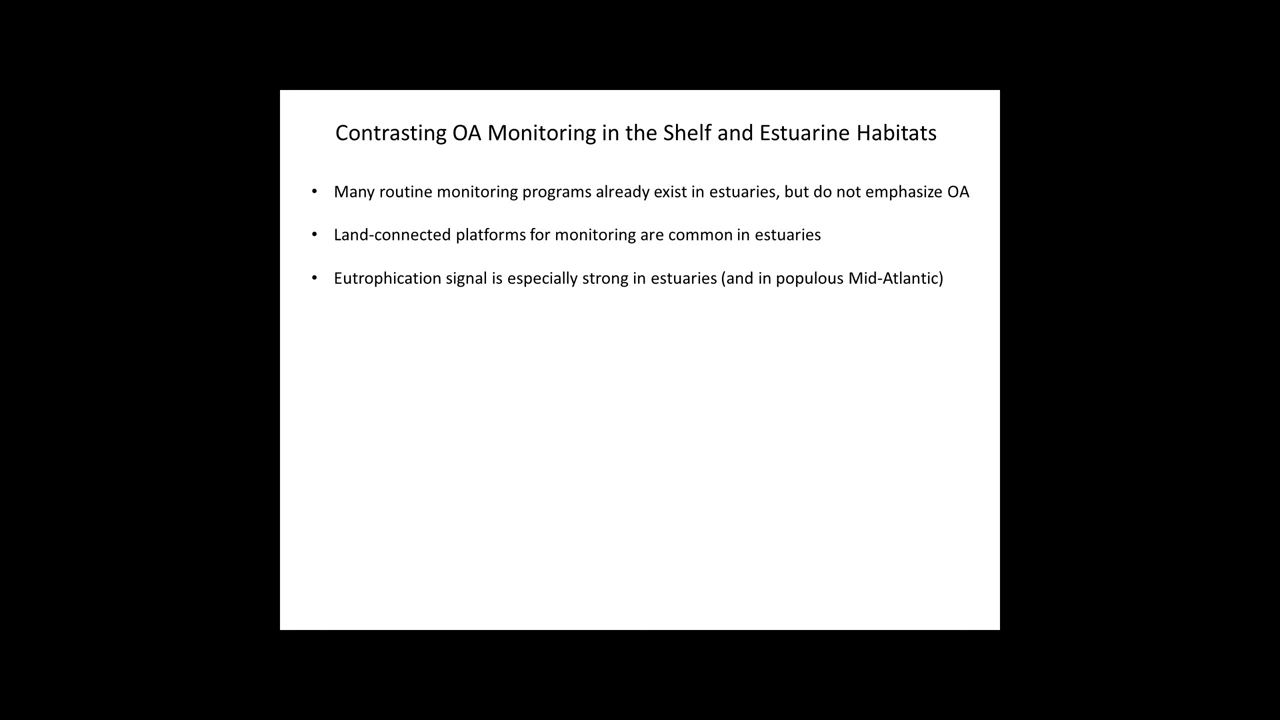 Contrasting OA Monitoring in the Shelf and Estuarine Habitats
• Many routine monitoring programs already exist in estuaries, but do not emphasize OA
• Land-connected platforms for monitoring are common in estuaries
• Eutrophication signal is especially strong in estuaries (and in populous Mid-Atlantic)